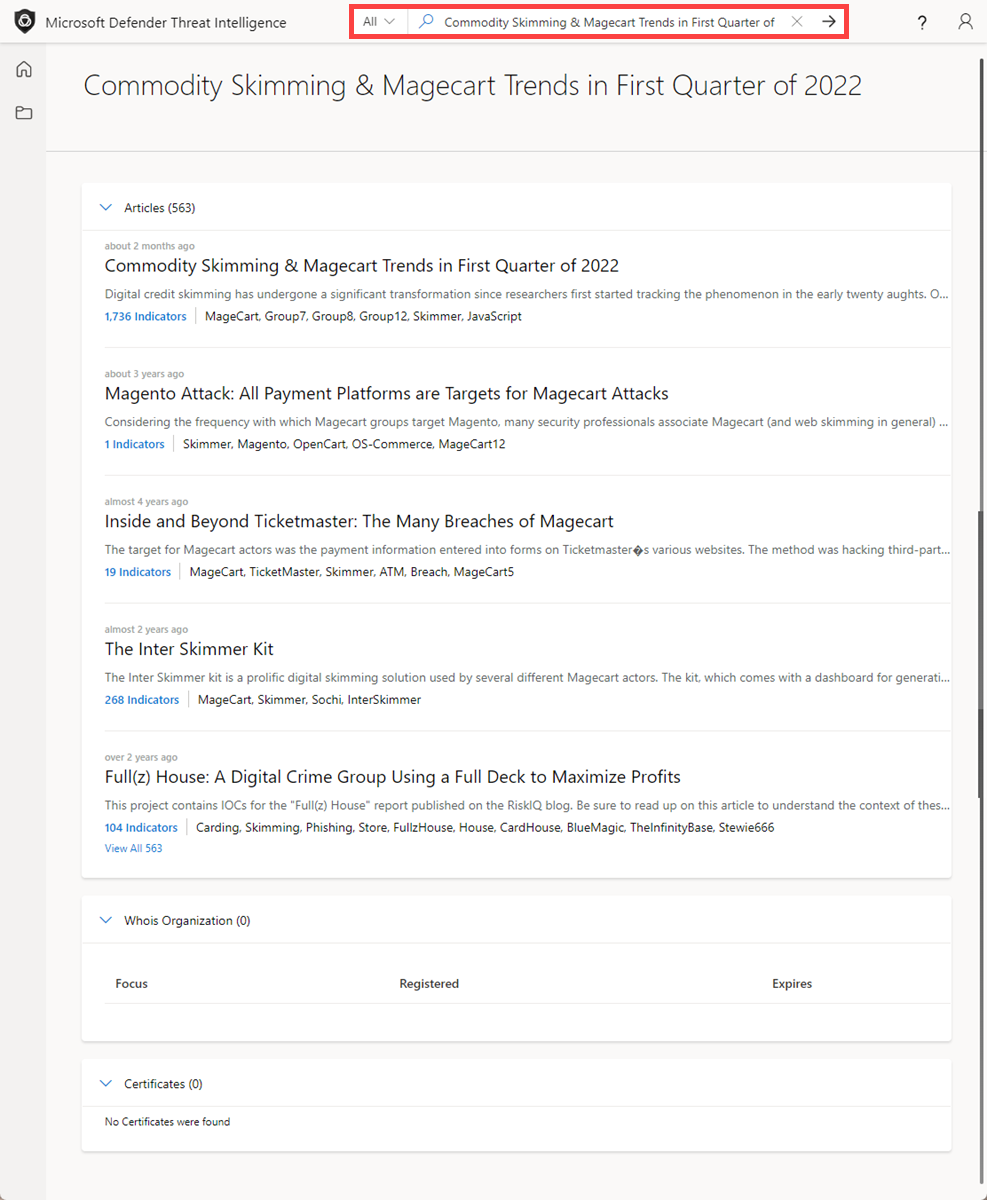 Microsoft Defender Threat Intelligence
All
Commodity Skimming & Magecart Trends in First Quarter of
?
Commodity Skimming & Magecart Trends in First Quarter of 2022
Articles (563)
about 2 months ago
Commodity Skimming & Magecart Trends in First Quarter of 2022
Digital credit skimming has undergone a significant transformation since researchers first started tracking the phenomenon in the early twenty aughts. O...
1,736 Indicators MageCart, Group7, Group8, Group12, Skimmer, JavaScript
about 3 years ago
Magento Attack: All Payment Platforms are Targets for Magecart Attacks
Considering the frequency with which Magecart groups target Magento, many security professionals associate Magecart (and web skimming in general) ...
1 Indicators Skimmer, Magento, OpenCart, OS-Commerce, MageCart12
almost 4 years ago
Inside and Beyond Ticketmaster: The Many Breaches of Magecart
The target for Magecart actors was the payment information entered into forms on Ticketmaster�s various websites. The method was hacking third-part...
19 Indicators MageCart, TicketMaster, Skimmer, ATM, Breach, MageCart5
almost 2 years ago
The Inter Skimmer Kit
The Inter Skimmer kit is a prolific digital skimming solution used by several different Magecart actors. The kit, which comes with a dashboard for generati...
268 Indicators MageCart, Skimmer, Sochi, InterSkimmer
over 2 years ago
Full(z) House: A Digital Crime Group Using a Full Deck to Maximize Profits
This project contains IOCs for the "Full(z) House" report published on the RiskIQ blog. Be sure to read up on this article to understand the context of thes...
104 Indicators Carding, Skimming, Phishing, Store, FullzHouse, House, CardHouse, BlueMagic, TheInfinityBase, Stewie666
View All 563
Whois Organization (0)
Focus Registered Expires
Certificates (0)
No Certificates were found